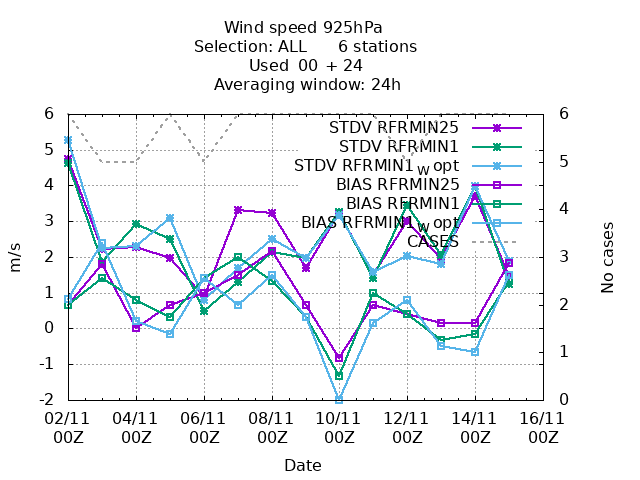 Wind speed 925hPa
Selection: ALL 6 stations
Used 00 + 24
Averaging window: 24h
STDV RFRMIN25
STDV RFRMIN1
STDV RFRMIN1_w opt
BIAS RFRMIN25
BIAS RFRMIN1
BIAS RFRMIN1_w opt
CASES
m/s
6
5
4
3
2
1
0
-1
-2
No cases
6
5
4
3
2
1
0
02/11 04/11 06/11 08/11 10/11 12/11 14/11 16/11
00Z 00Z 00Z 00Z 00Z 00Z 00Z 00Z
Date